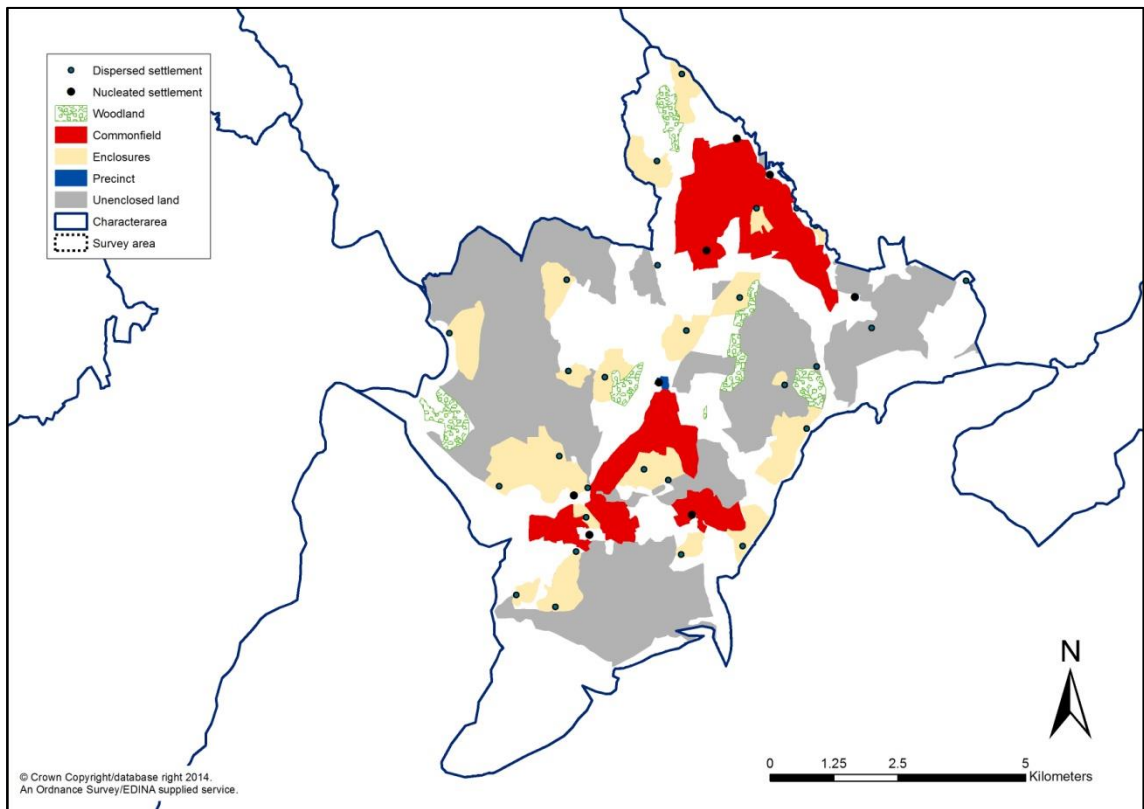 Dispersed settlement
Nucleated settlement
Woodland
Commonfield
Enclosures
Precinct
Unenclosed land
Characterarea
Survey area
N
0 1.25 2.5 5
Kilometers
© Crown Copyright/database right 2014.
An Ordnance Survey/EDINA supplied service.